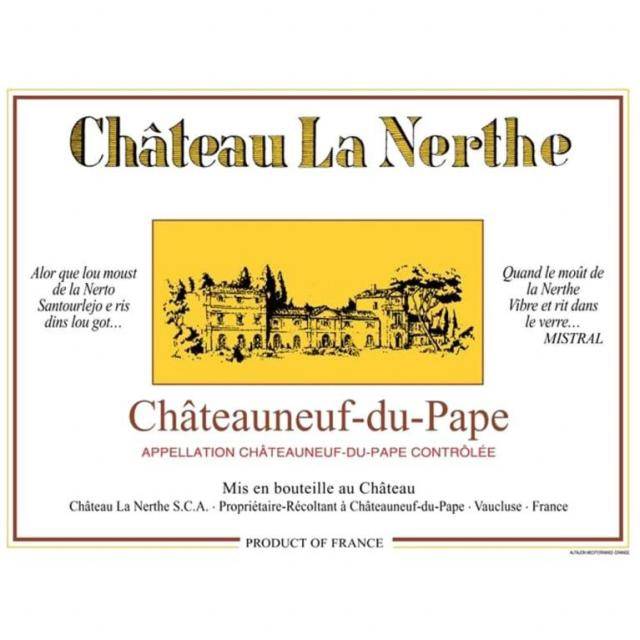 Château La Nerthe
Alor que lou moust
de la Nerto
Santourlejo e ris
dins lou got...
Quand le moût de
la Nerthe
Vibre et rit dans
le verre...
MISTRAL
Châteauneuf-du-Pape
APPELLATION CHÂTEAUNEUF-DU-PAPE CONTRÔLÉE
Mis en bouteille au Château
Château La Nerthe S.C.A. · Propriétaire-Récoltant à Châteauneuf-du-Pape · Vaucluse · France
PRODUCT OF FRANCE